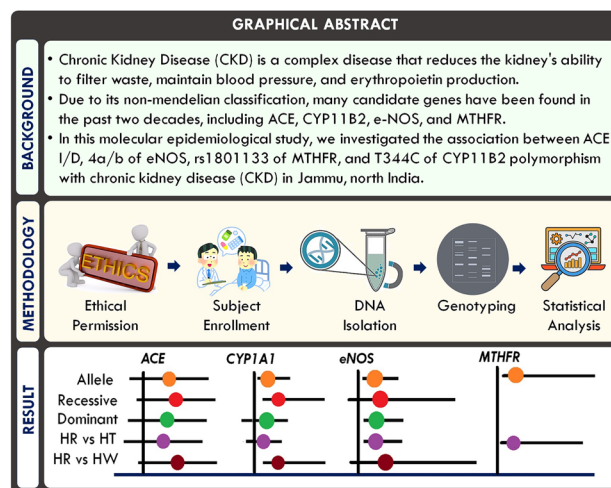 GRAPHICAL ABSTRACT
BACKGROUND
• Chronic Kidney Disease (CKD) is a complex disease that reduces the kidney's ability
to filter waste, maintain blood pressure, and erythropoietin production.
• Due to its non-mendelian classification, many candidate genes have been found in
the past two decades, including ACE, CYP11B2, e-NOS, and MTHFR.
• In this molecular epidemiological study, we investigated the association between ACE
I/D, 4a/b of eNOS, rs1801133 of MTHFR, and T344C of CYP11B2 polymorphism
with chronic kidney disease (CKD) in Jammu, north India.
METHODOLOGY
ETHICS
Ethical
Permission
Subject
Enrollment
DNA
Isolation
Genotyping
Statistical
Analysis
RESULT
ACE CYP1A1 eNOS MTHFR
Allele
Recessive
Dominant
HR vs HT
HR vs HW